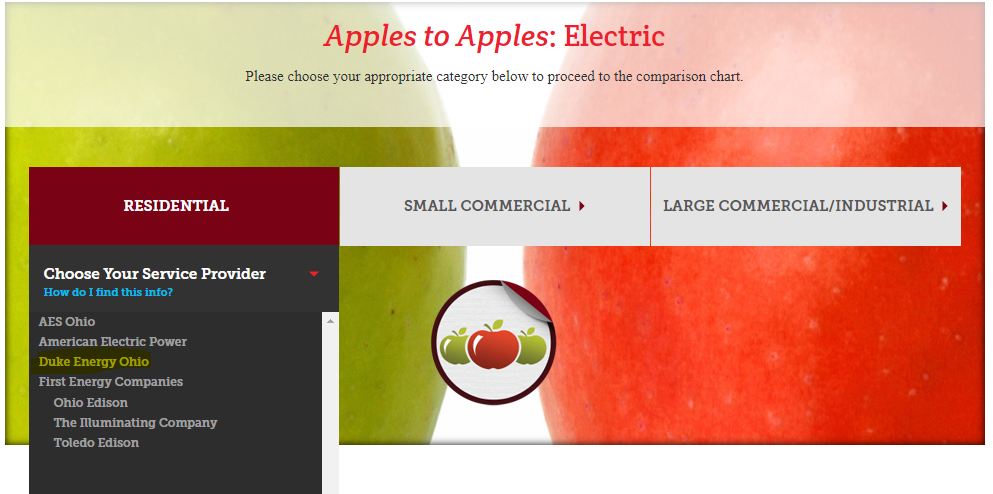 Apples to Apples: Electric
Please choose your appropriate category below to proceed to the comparison chart.
RESIDENTIAL
SMALL COMMERCIAL
LARGE COMMERCIAL/INDUSTRIAL
Choose Your Service Provider
How do I find this info?
AES Ohio
American Electric Power
Duke Energy Ohio
First Energy Companies
Ohio Edison
The Illuminating Company
Toledo Edison